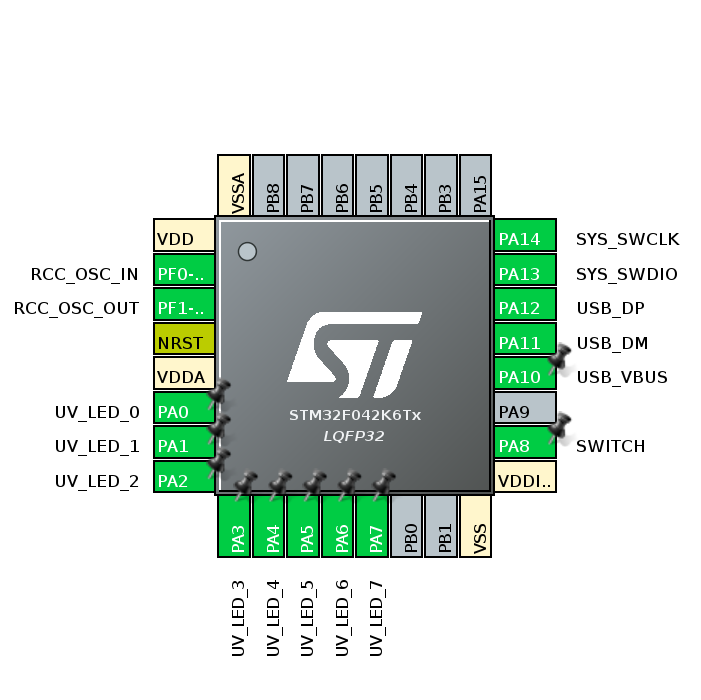 VSSA
PB8
PB7
PB6
PB5
PB4
PB3
PA15
VDD
RCC_OSC_IN PF0-..
RCC_OSC_OUT PF1-..
NRST
VDDA
UV_LED_0 PA0
UV_LED_1 PA1
UV_LED_2 PA2
STM32F042K6Tx
LQFP32
PA14 SYS_SWCLK
PA13 SYS_SWDIO
PA12 USB_DP
PA11 USB_DM
PA10 USB_VBUS
PA9
PA8 SWITCH
VDDI..
PA3
PA4
PA5
PA6
PA7
PB0
PB1
VSS
UV_LED_3
UV_LED_4
UV_LED_5
UV_LED_6
UV_LED_7